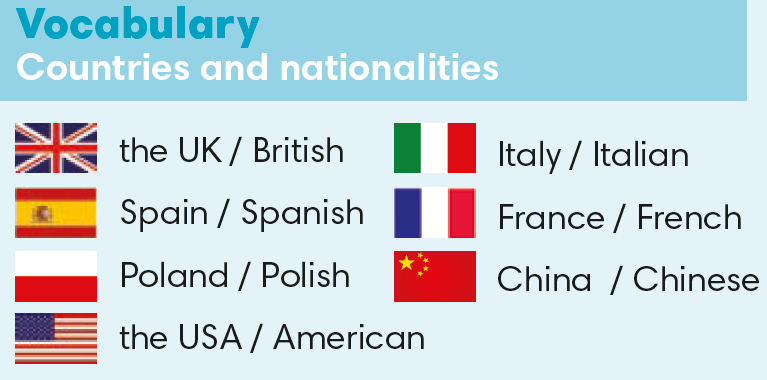 Vocabulary
Countries and nationalities
the UK / British
Spain / Spanish
Poland / Polish
the USA / American
Italy / Italian
France / French
China / Chinese